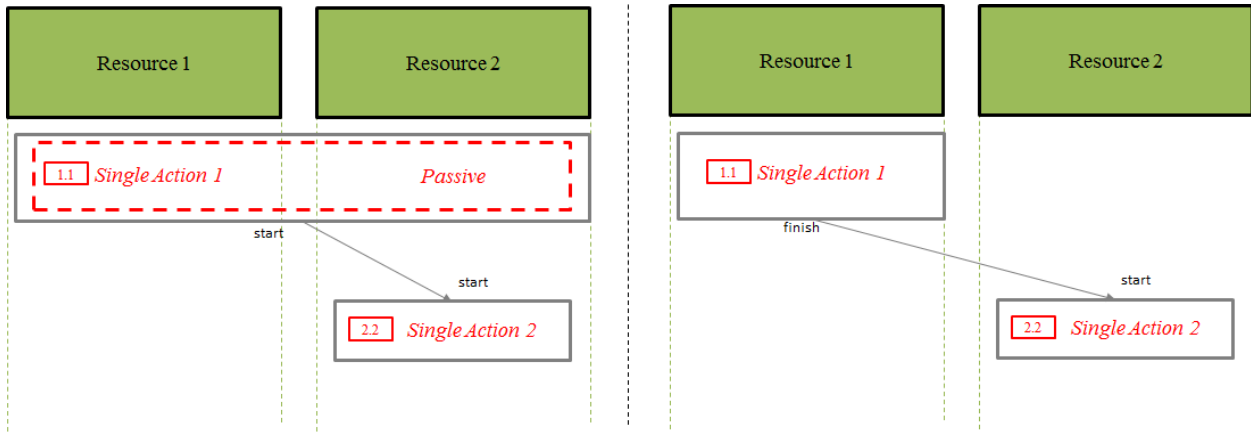 Resource 1
Resource 2
1.1 Single Action 1
Passive
start
start
2.2 Single Action 2
Resource 1
Resource 2
1.1 Single Action 1
finish
start
2.2 Single Action 2